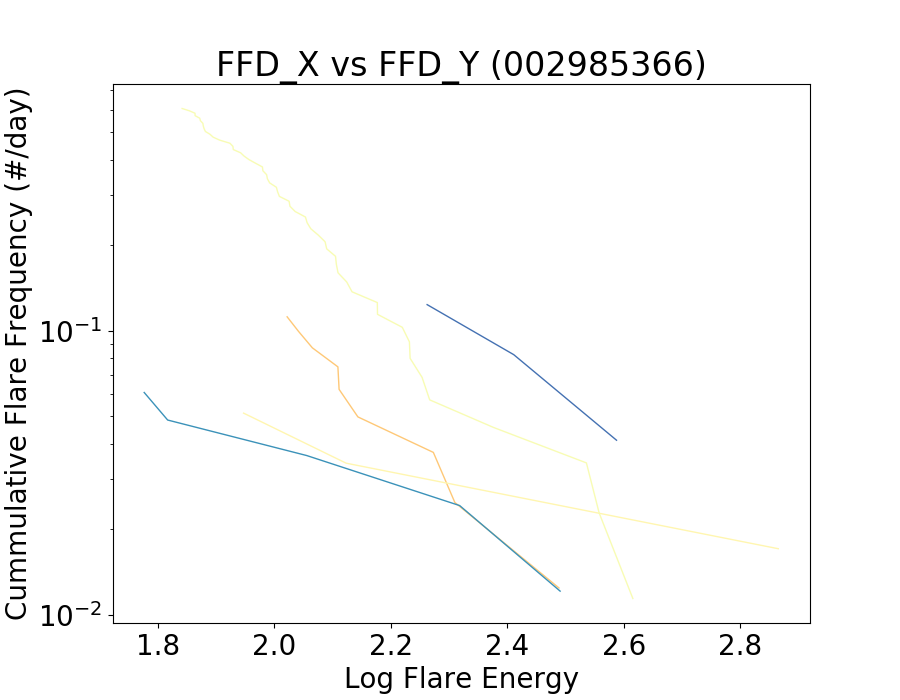 FFD_X vs FFD_Y (002985366)
Cummulative Flare Frequency (#/day)
10⁻¹
10⁻²
1.8 2.0 2.2 2.4 2.6 2.8
Log Flare Energy